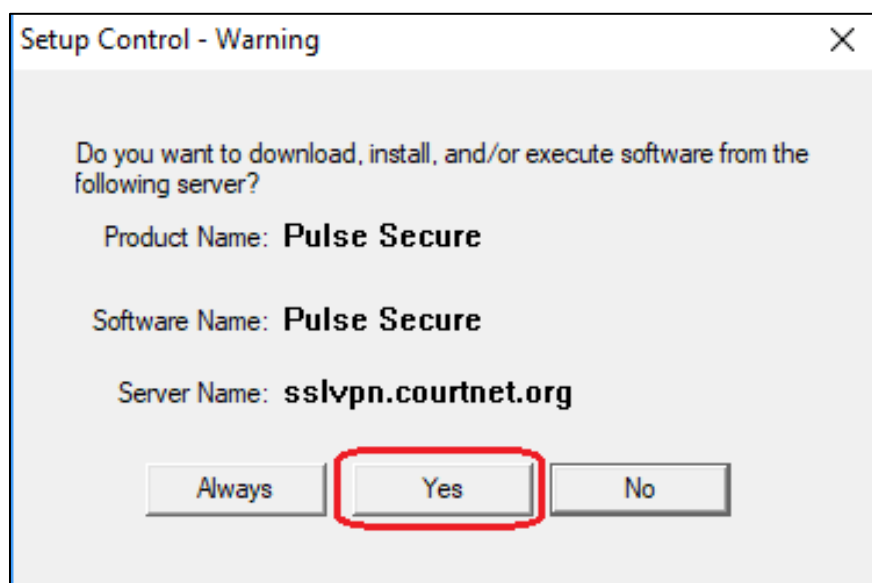 Setup Control - Warning
Do you want to download, install, and/or execute software from the
following server?
Product Name: Pulse Secure
Software Name: Pulse Secure
Server Name: sslvpn.courtnet.org
Always Yes No